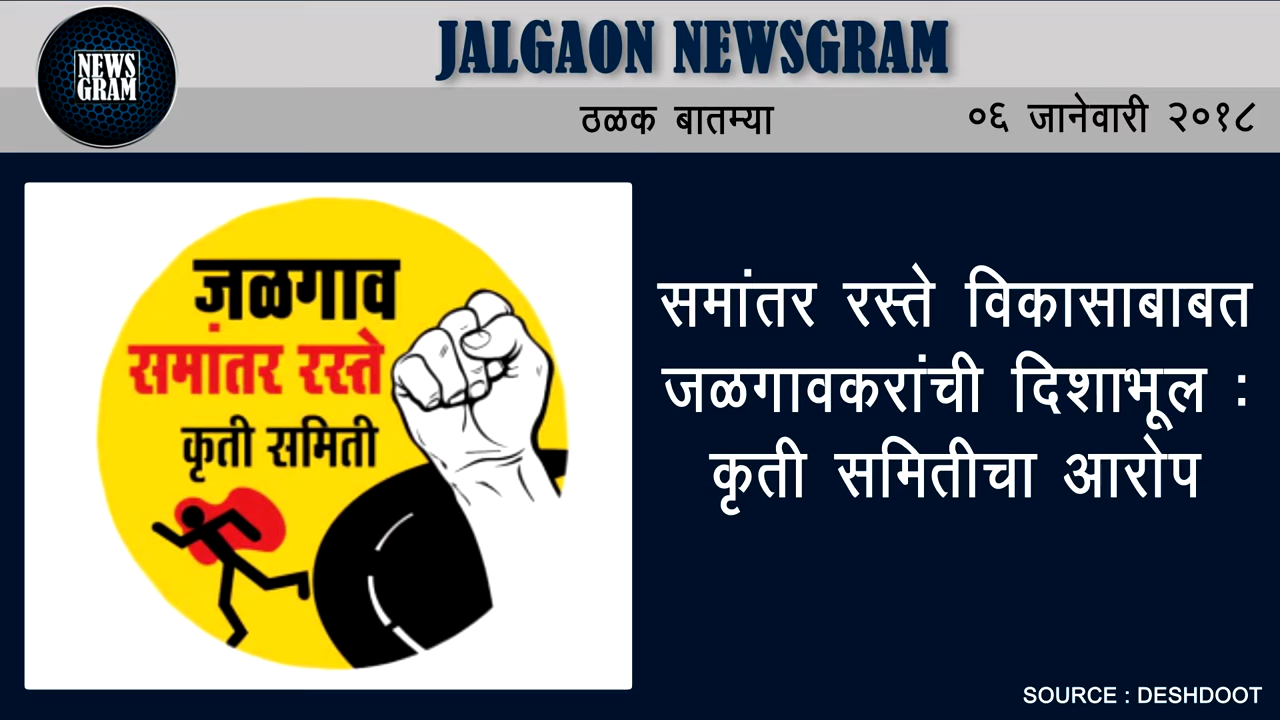 NEWS
GRAM
JALGAON NEWSGRAM
ठळक बातम्या
०६ जानेवारी २०१८
जळगाव
समांतर रस्ते
कृती समिती
समांतर रस्ते विकासाबाबत
जळगावकरांची दिशाभूल :
कृती समितीचा आरोप
SOURCE : DESHDOOT